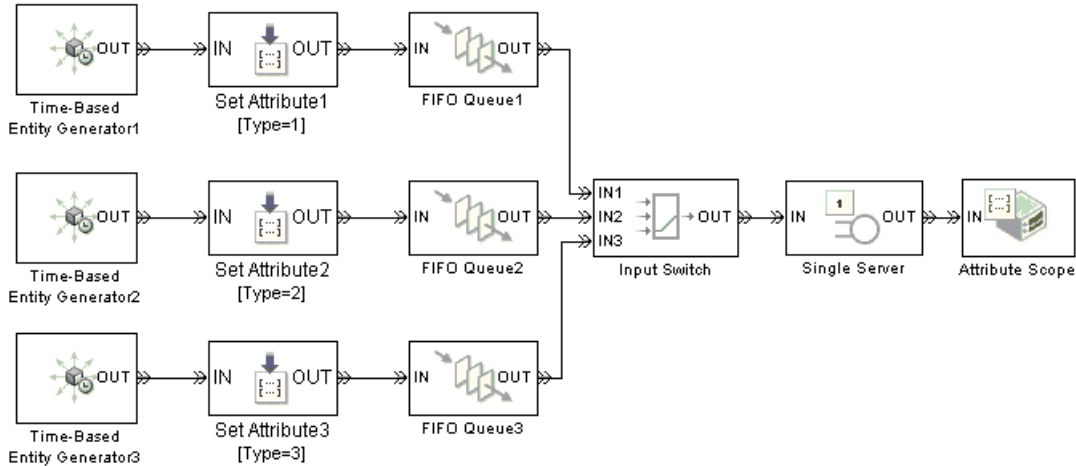 OUT
Time-Based
Entity Generator1
IN
[...]
OUT
Set Attribute1
[Type=1]
IN
OUT
FIFO Queue1
OUT
Time-Based
Entity Generator2
IN
[...]
OUT
Set Attribute2
[Type=2]
IN
OUT
FIFO Queue2
OUT
Time-Based
Entity Generator3
IN
[...]
OUT
Set Attribute3
[Type=3]
IN
OUT
FIFO Queue3
IN1
IN2
IN3
OUT
Input Switch
IN
1
OUT
Single Server
IN
[...]
Attribute Scope